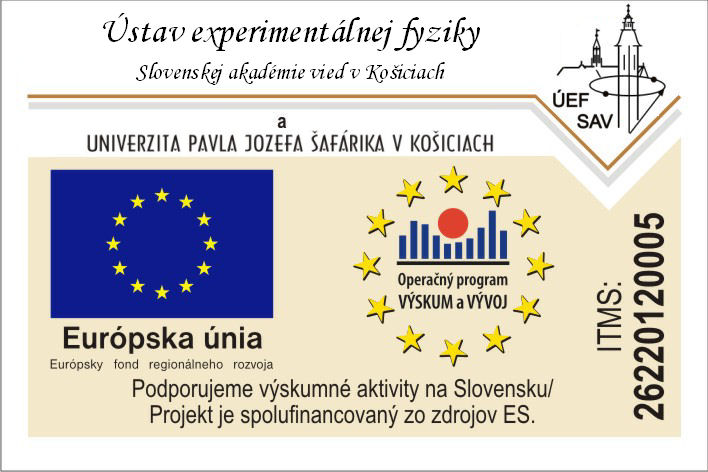 Ústav experimentálnej fyziky
Slovenskej akadémie vied v Košiciach
ÚEF
SAV
a
UNIVERZITA PAVLA JOZEFA ŠAFÁRIKA V KOŠICIACH
Európska únia
Európsky fond regionálneho rozvoja
Operačný program
VÝSKUM a VÝVOJ
ITMS:
26220120005
Podporujeme výskumné aktivity na Slovensku/
Projekt je spolufinancovaný zo zdrojov ES.